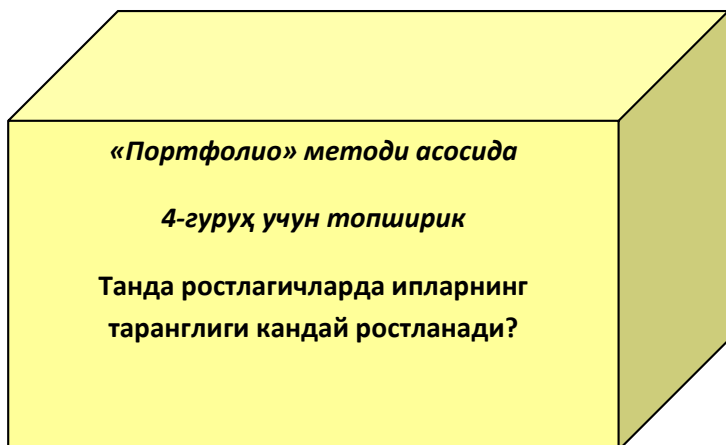 «Портфолио» методи асосида
4-гуруҳ учун топширик
Танда ростлагичларда ипларнинг
таранглиги кандай ростланади?